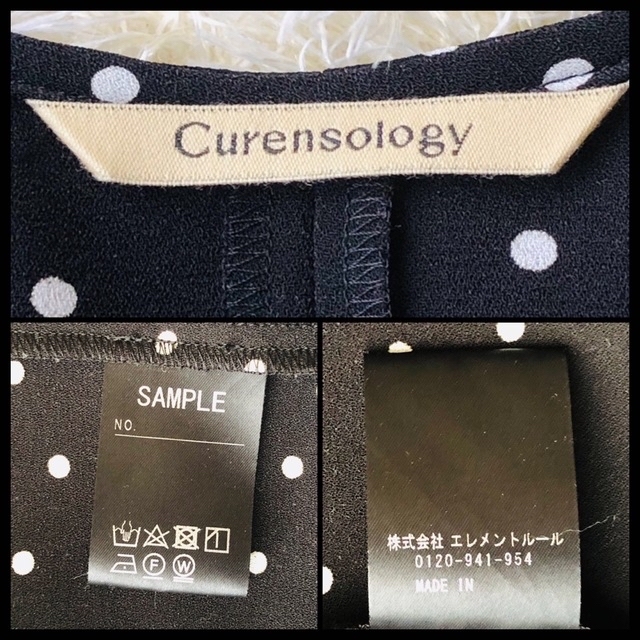 Curensology
SAMPLE
NO.
F W
株式会社 エレメントルール
0120-941-954
MADE IN